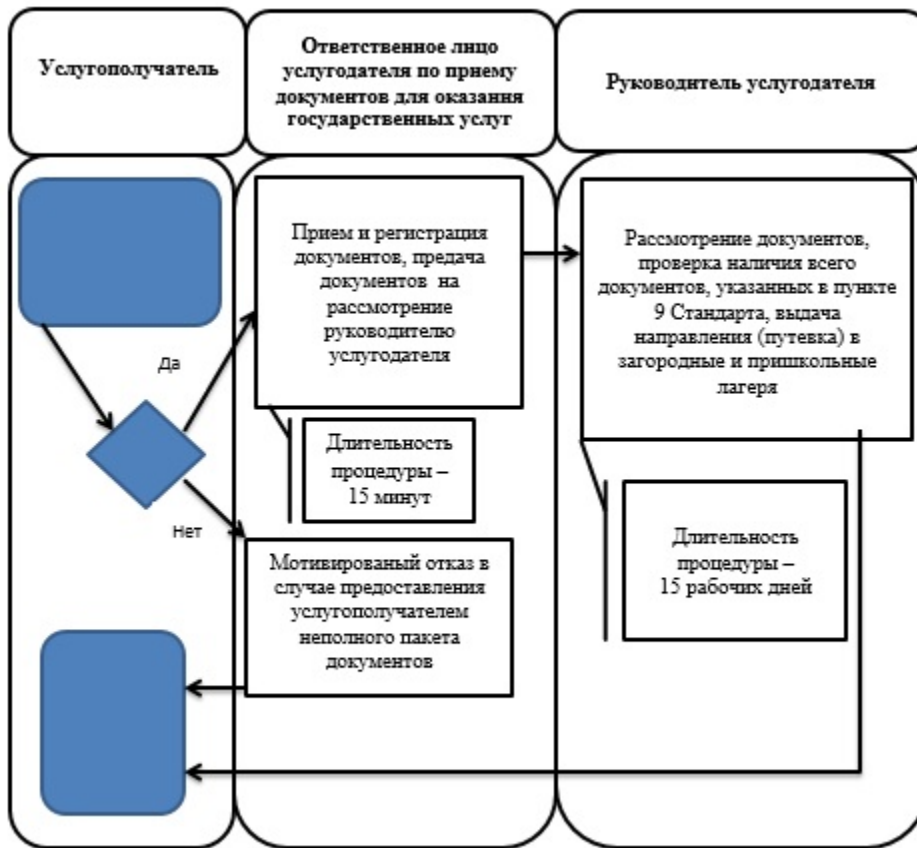 Услугополучатель
Ответственное лицо
услугодателя по приему
документов для оказания
государственных услуг
Руководитель услугодателя
Прием и регистрация
документов, предача
документов на
рассмотрение
руководителю
услугодателя
Рассмотрение документов,
проверка наличия всего
документов, указанных в пункте
9 Стандарта, выдача
направления (путевка) в
загородные и пришкольные
лагеря
Да
Длительность
процедуры –
15 минут
Нет
Мотивированый отказ в
случае предоставления
услугополучателем
неполного пакета
документов
Длительность
процедуры –
15 рабочих дней